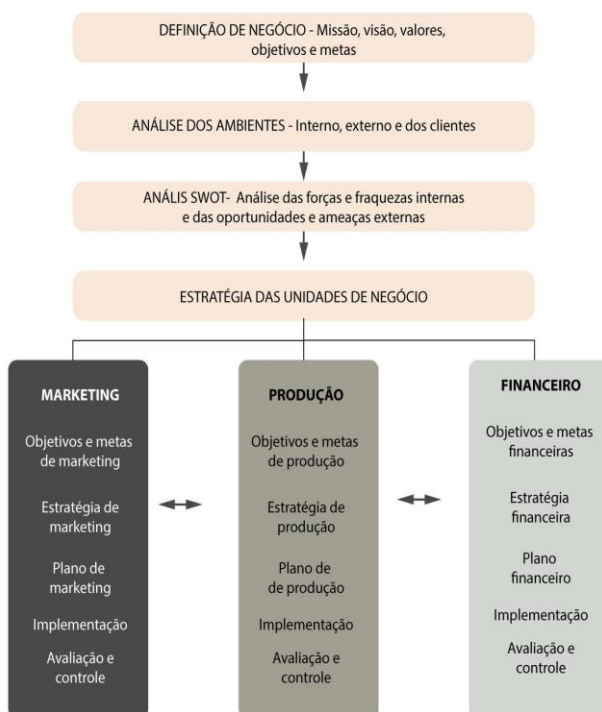 DEFINIÇÃO DE NEGÓCIO - Missão, visão, valores,
objetivos e metas
ANÁLISE DOS AMBIENTES - Interno, externo e dos clientes
ANÁLIS SWOT- Análise das forças e fraquezas internas
e das oportunidades e ameaças externas
ESTRATÉGIA DAS UNIDADES DE NEGÓCIO
MARKETING
Objetivos e metas
de marketing
Estratégia de
marketing
Plano de
marketing
Implementação
Avaliação e
controle
PRODUÇÃO
Objetivos e metas
de produção
Estratégia de
produção
Plano de
de produção
Implementação
Avaliação e
controle
FINANCEIRO
Objetivos e metas
financeiras
Estratégia
financeira
Plano
financeiro
Implementação
Avaliação e
controle